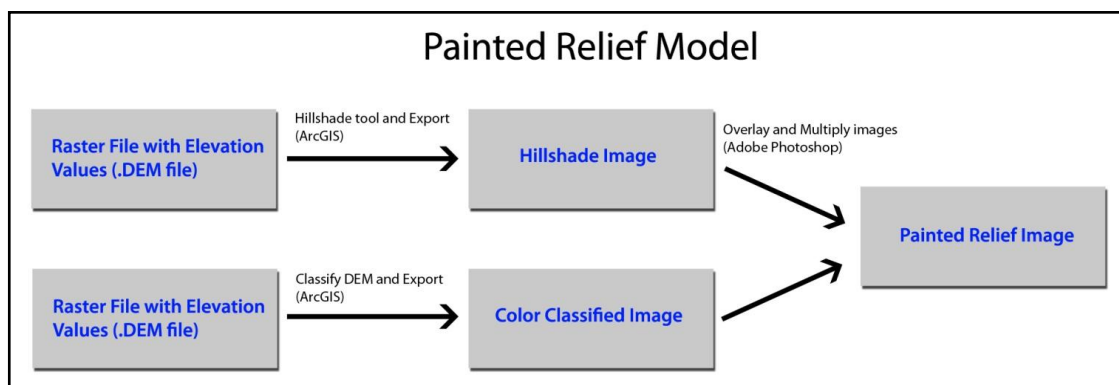 Painted Relief Model
Raster File with Elevation
Values (.DEM file)
Hillshade tool and Export
(ArcGIS)
Hillshade Image
Overlay and Multiply images
(Adobe Photoshop)
Painted Relief Image
Raster File with Elevation
Values (.DEM file)
Classify DEM and Export
(ArcGIS)
Color Classified Image